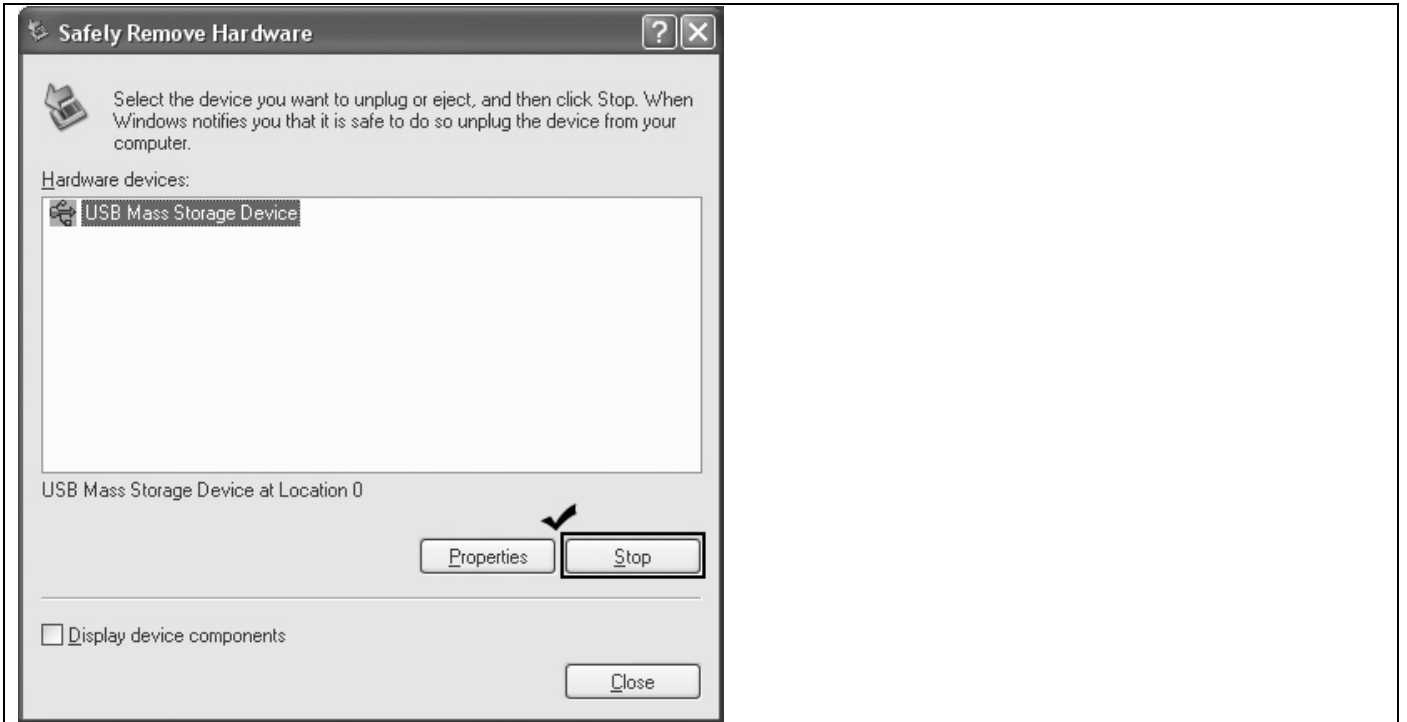 Safely Remove Hardware
Select the device you want to unplug or eject, and then click Stop. When
Windows notifies you that it is safe to do so unplug the device from your
computer.
Hardware devices:
USB Mass Storage Device
USB Mass Storage Device at Location 0
Properties Stop
Display device components
Close